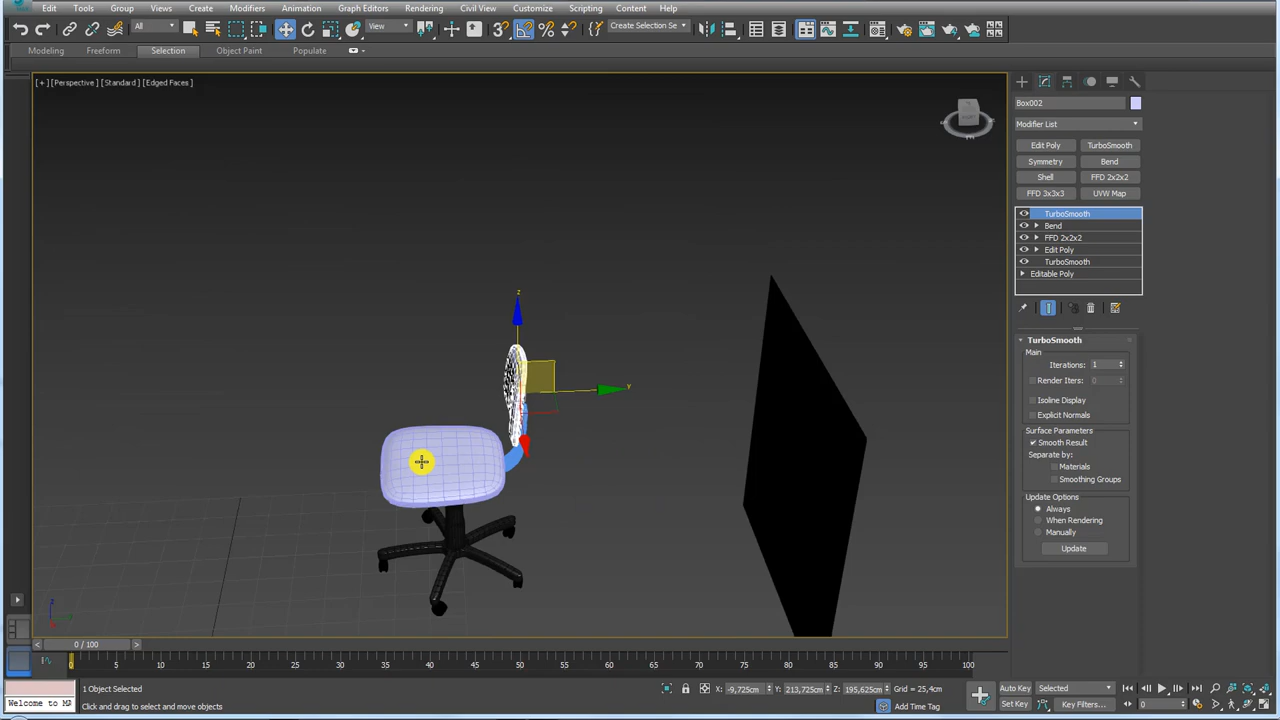 Edit Tools Group Views Create Modifiers Animation Graph Editors Rendering Civil View Customize Scripting Content Help
All View Create Selection Se
Modeling Freeform Selection Object Paint Populate
[+] [Perspective] [Standard] [Edged Faces]
Box002
Modifier List
Edit Poly TurboSmooth
Symmetry Bend
Shell FFD 2x2x2
FFD 3x3x3 UVW Map
TurboSmooth
Bend
FFD 2x2x2
Edit Poly
TurboSmooth
Editable Poly
TurboSmooth
Main
Iterations: 1
Render Iters: 0
Isoline Display
Explicit Normals
Surface Parameters
Smooth Result
Separate by:
Materials
Smoothing Groups
Update Options
Always
When Rendering
Manually
Update
z
y
z
0 / 100
0 5 10 15 20 25 30 35 40 45 50 55 60 65 70 75 80 85 90 95 100
1 Object Selected X: -9,725cm Y: 213,725cm Z: 195,625cm Grid = 25,4cm Auto Key Selected
Welcome to M Click and drag to select and move objects Add Time Tag Set Key Key Filters... 0